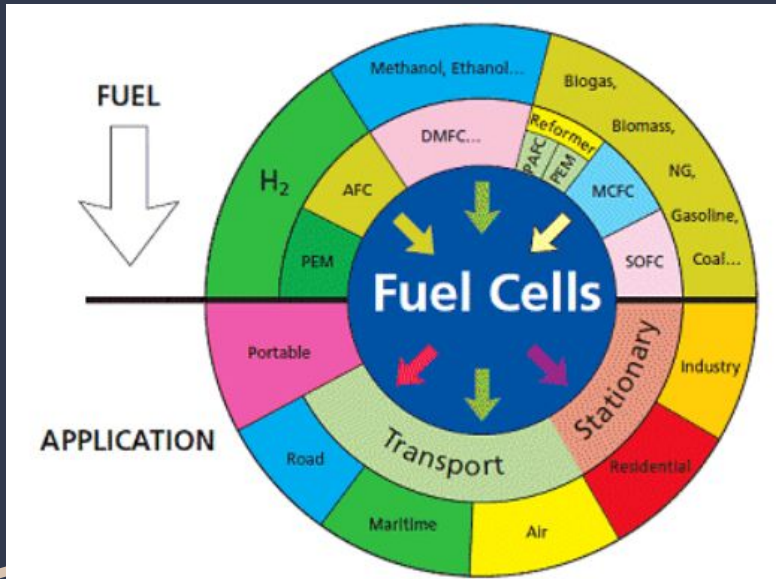 FUEL
Methanol, Ethanol...
Biogas,
Biomass,
NG,
Gasoline,
Coal...
H₂
AFC
PEM
DMFC...
Reformer
PAFC
PEM
MCFC
SOFC
Fuel Cells
APPLICATION
Portable
Transport
Stationary
Road
Maritime
Air
Residential
Industry